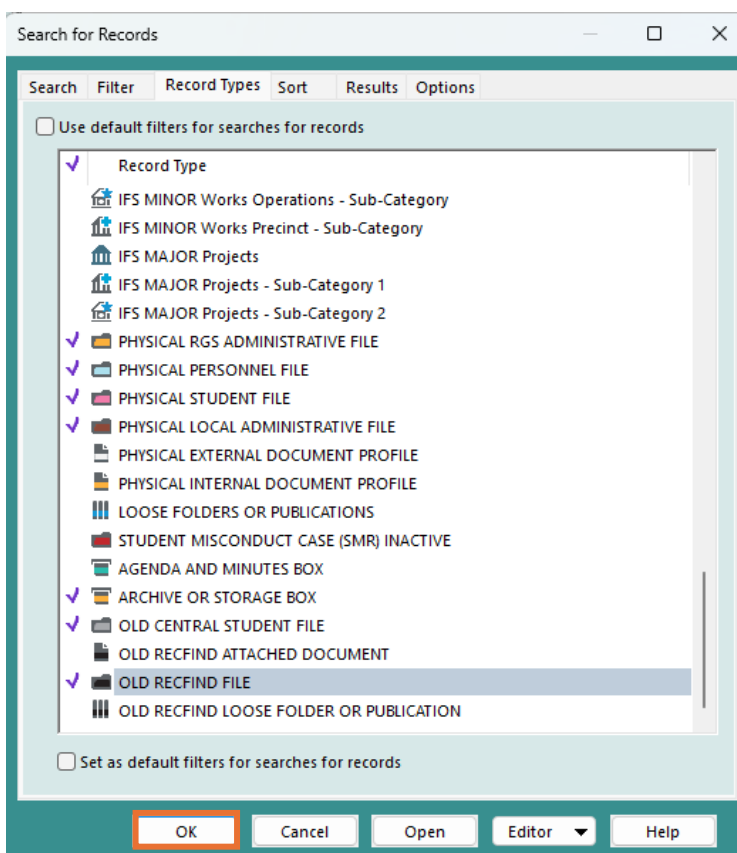 Search for Records
Search Filter Record Types Sort Results Options
Use default filters for searches for records
Record Type
IFS MINOR Works Operations - Sub-Category
IFS MINOR Works Precinct - Sub-Category
IFS MAJOR Projects
IFS MAJOR Projects - Sub-Category 1
IFS MAJOR Projects - Sub-Category 2
PHYSICAL RGS ADMINISTRATIVE FILE
PHYSICAL PERSONNEL FILE
PHYSICAL STUDENT FILE
PHYSICAL LOCAL ADMINISTRATIVE FILE
PHYSICAL EXTERNAL DOCUMENT PROFILE
PHYSICAL INTERNAL DOCUMENT PROFILE
LOOSE FOLDERS OR PUBLICATIONS
STUDENT MISCONDUCT CASE (SMR) INACTIVE
AGENDA AND MINUTES BOX
ARCHIVE OR STORAGE BOX
OLD CENTRAL STUDENT FILE
OLD RECFIND ATTACHED DOCUMENT
OLD RECFIND FILE
OLD RECFIND LOOSE FOLDER OR PUBLICATION
Set as default filters for searches for records
OK Cancel Open Editor Help